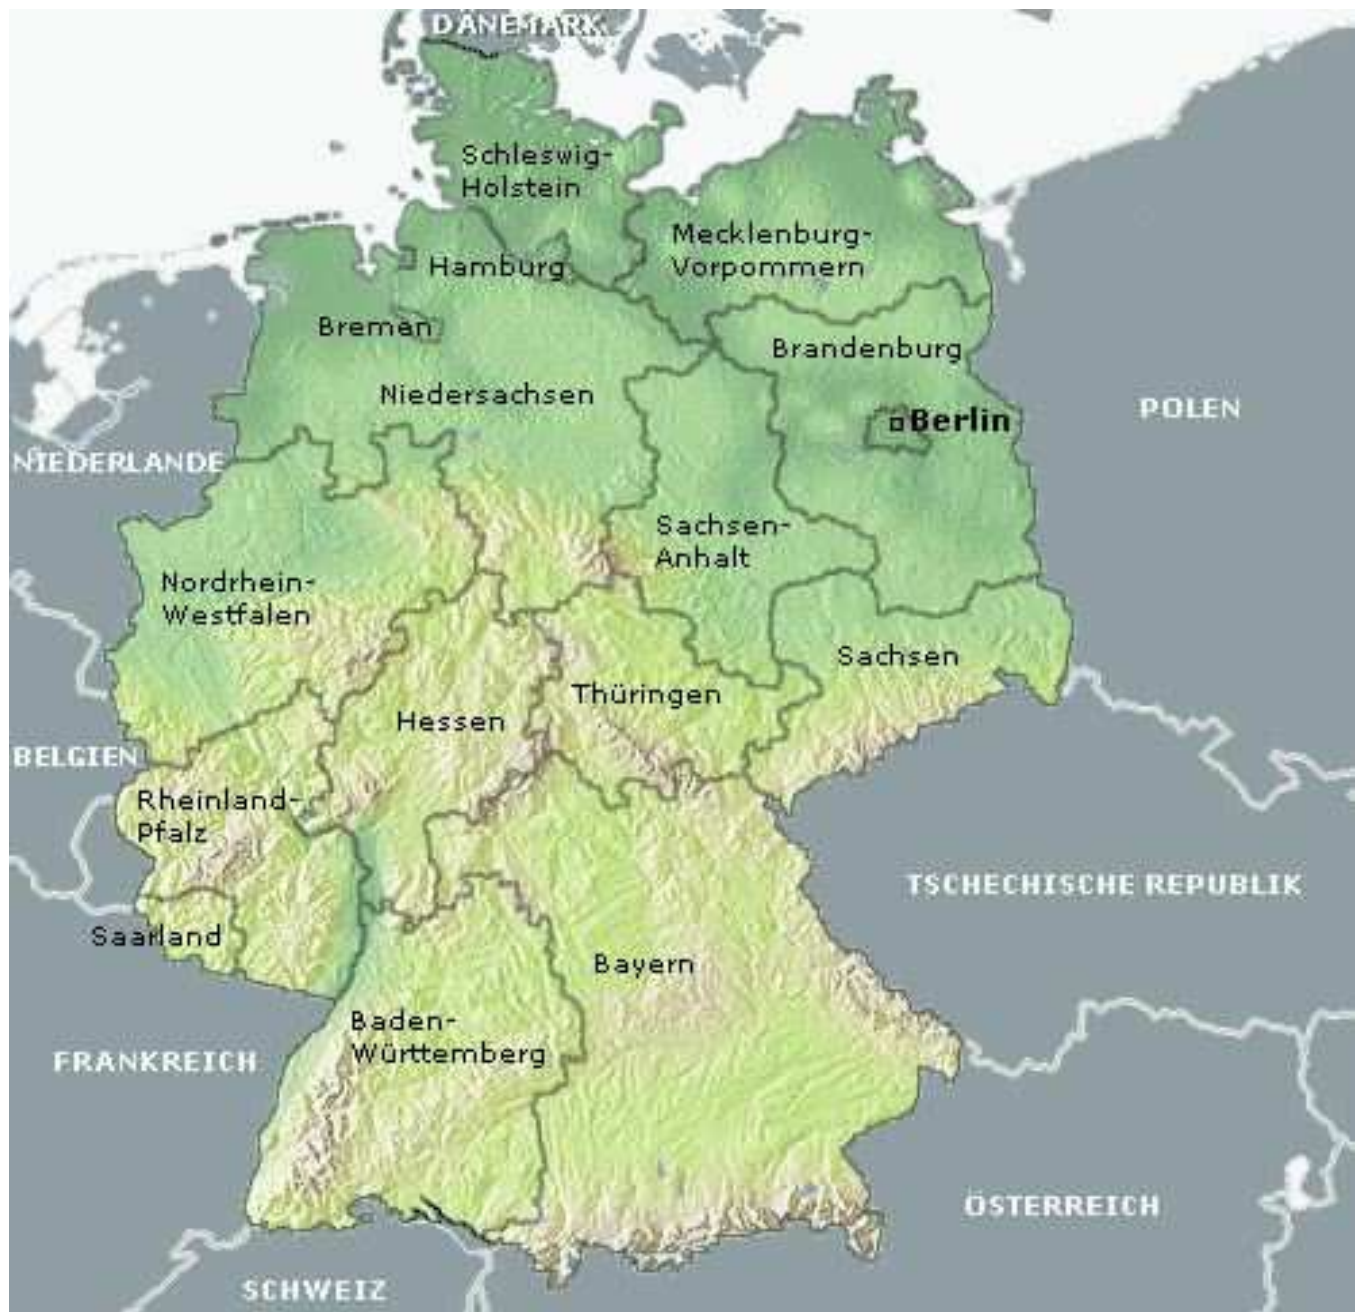 DÄNEMARK
Schleswig-
Holstein
Mecklenburg-
Vorpommern
Hamburg
Bremen
Brandenburg
Niedersachsen
Berlin
POLEN
NIEDERLANDE
Sachsen-
Anhalt
Nordrhein-
Westfalen
Sachsen
Thüringen
Hessen
BELGIEN
Rheinland-
Pfalz
TSCHECHISCHE REPUBLIK
Saarland
Bayern
Baden-
Württemberg
FRANKREICH
ÖSTERREICH
SCHWEIZ